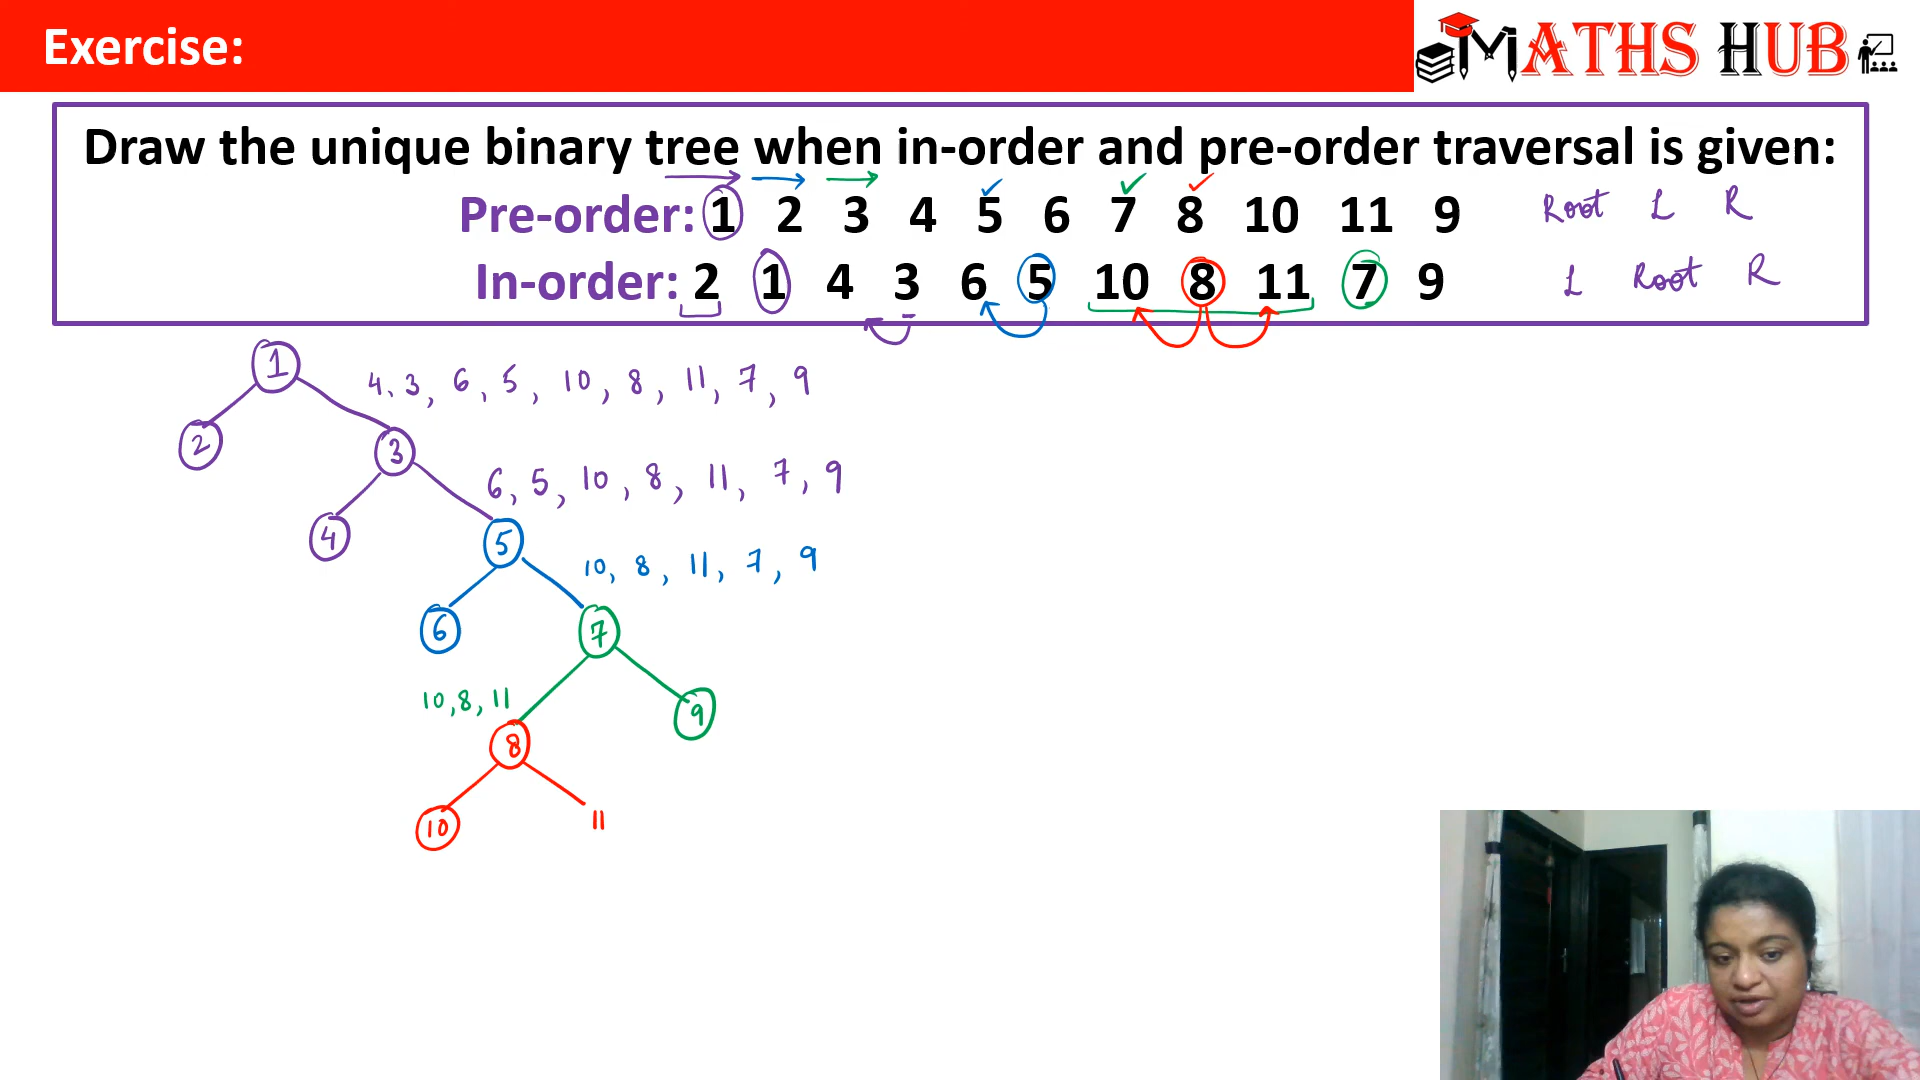 Exercise:
MATHS HUB
Draw the unique binary tree when in-order and pre-order traversal is given:
Pre-order: 1 2 3 4 5 6 7 8 10 11 9 Root L R
In-order: 2 1 4 3 6 5 10 8 11 7 9 L Root R
1
4, 3, 6, 5, 10, 8, 11, 7, 9
2
3
6, 5, 10, 8, 11, 7, 9
4
5
10, 8, 11, 7, 9
6
7
10, 8, 11
9
8
10
11